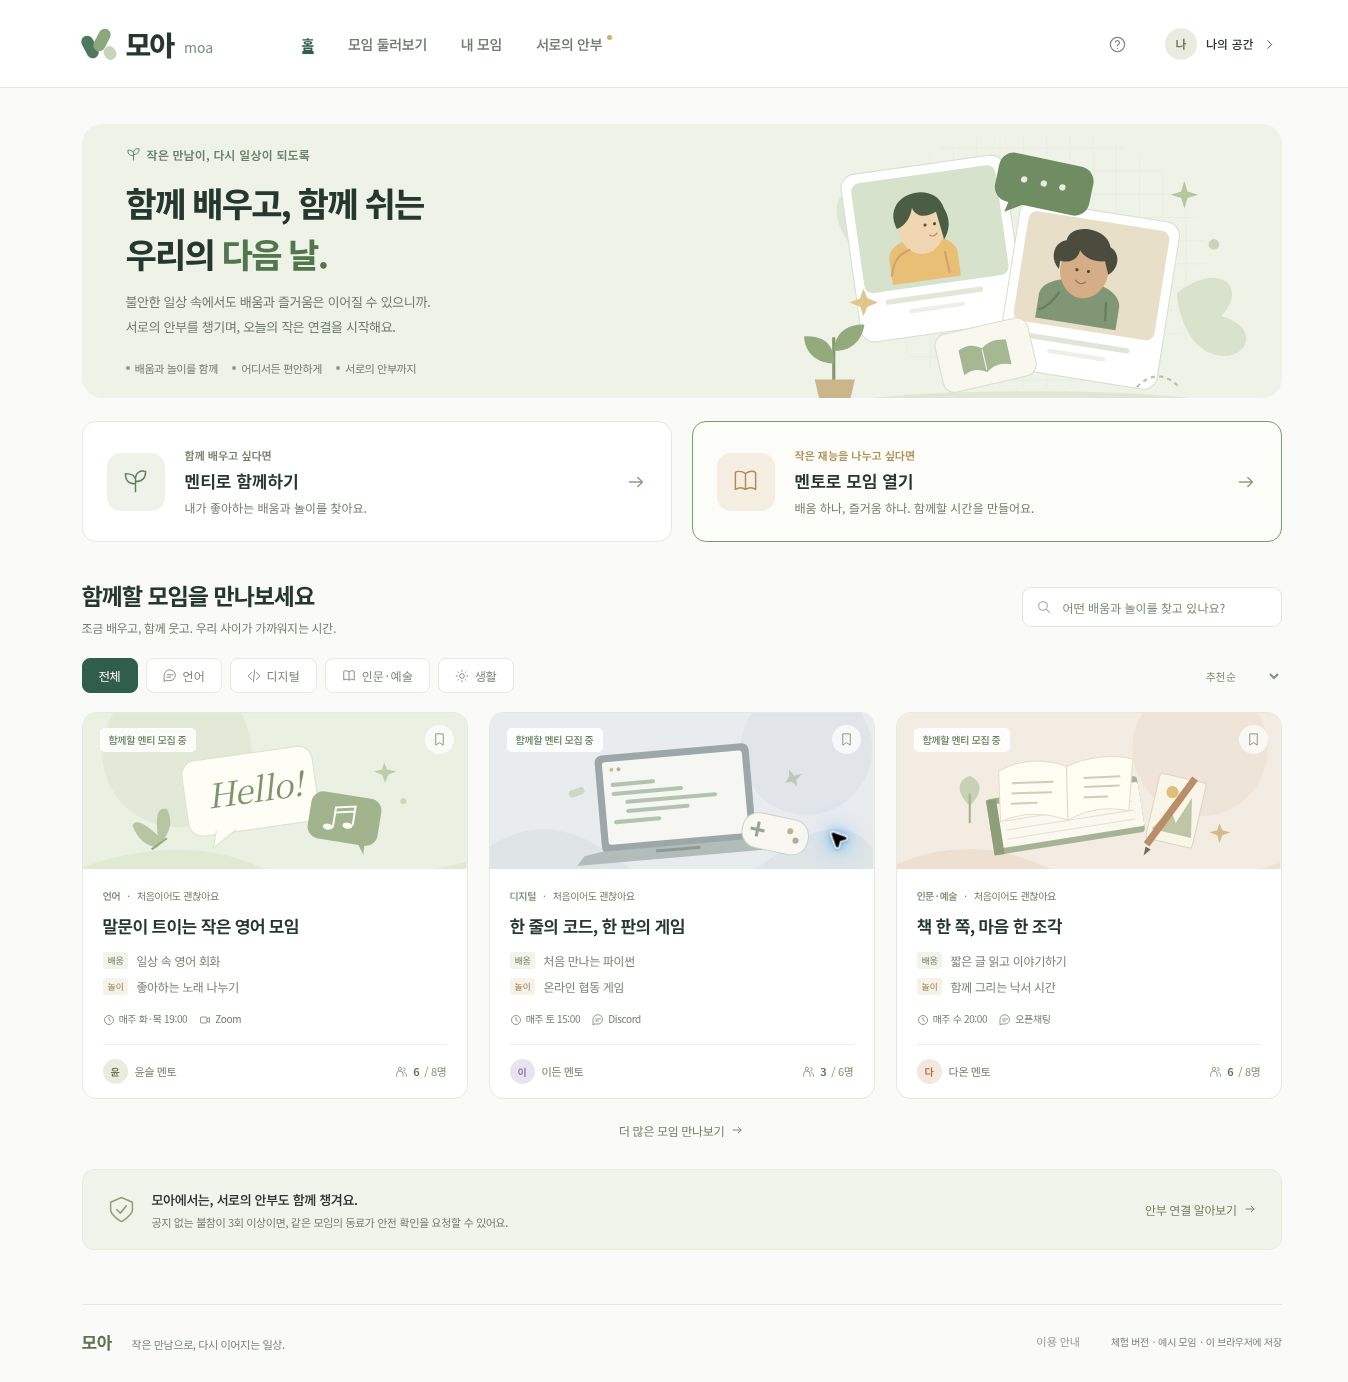 모아 moa
홈
모임 둘러보기
내 모임
서로의 안부
나
나의 공간
작은 만남이, 다시 일상이 되도록
함께 배우고, 함께 쉬는
우리의 다음 날.
불안한 일상 속에서도 배움과 즐거움은 이어질 수 있으니까.
서로의 안부를 챙기며, 오늘의 작은 연결을 시작해요.
배움과 놀이를 함께
어디서든 편안하게
서로의 안부까지
함께 배우고 싶다면
멘티로 함께하기
내가 좋아하는 배움과 놀이를 찾아요.
작은 재능을 나누고 싶다면
멘토로 모임 열기
배움 하나, 즐거움 하나. 함께할 시간을 만들어요.
함께할 모임을 만나보세요
조금 배우고, 함께 웃고. 우리 사이가 가까워지는 시간.
어떤 배움과 놀이를 찾고 있나요?
전체
언어
디지털
인문·예술
생활
추천순
함께할 멘티 모집 중
Hello!
언어 · 처음이어도 괜찮아요
말문이 트이는 작은 영어 모임
배움 일상 속 영어 회화
놀이 좋아하는 노래 나누기
매주 화·목 19:00 Zoom
윤 윤슬 멘토 6 / 8명
함께할 멘티 모집 중
디지털 · 처음이어도 괜찮아요
한 줄의 코드, 한 판의 게임
배움 처음 만나는 파이썬
놀이 온라인 협동 게임
매주 토 15:00 Discord
이 이든 멘토 3 / 6명
함께할 멘티 모집 중
인문·예술 · 처음이어도 괜찮아요
책 한 쪽, 마음 한 조각
배움 짧은 글 읽고 이야기하기
놀이 함께 그리는 낙서 시간
매주 수 20:00 오픈채팅
다 다온 멘토 6 / 8명
더 많은 모임 만나보기
모아에서는, 서로의 안부도 함께 챙겨요.
공지 없는 불참이 3회 이상이면, 같은 모임의 동료가 안전 확인을 요청할 수 있어요.
안부 연결 알아보기
모아 작은 만남으로, 다시 이어지는 일상.
이용 안내
체험 버전 · 예시 모임 · 이 브라우저에 저장